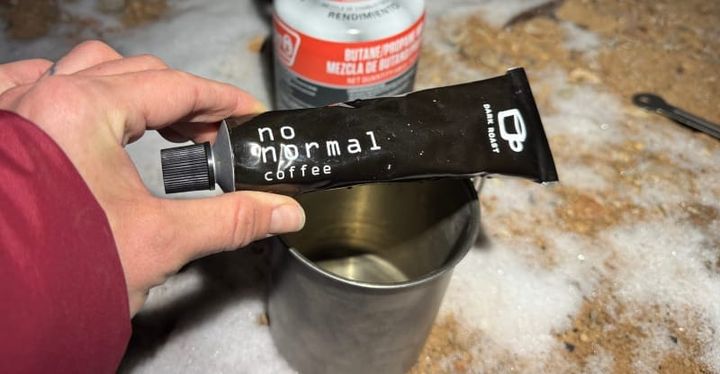 RENDIMIENTO
BUTANE/PROPANE
MEZCLA DE BUTANO
no
normal
coffee
DARK ROAST